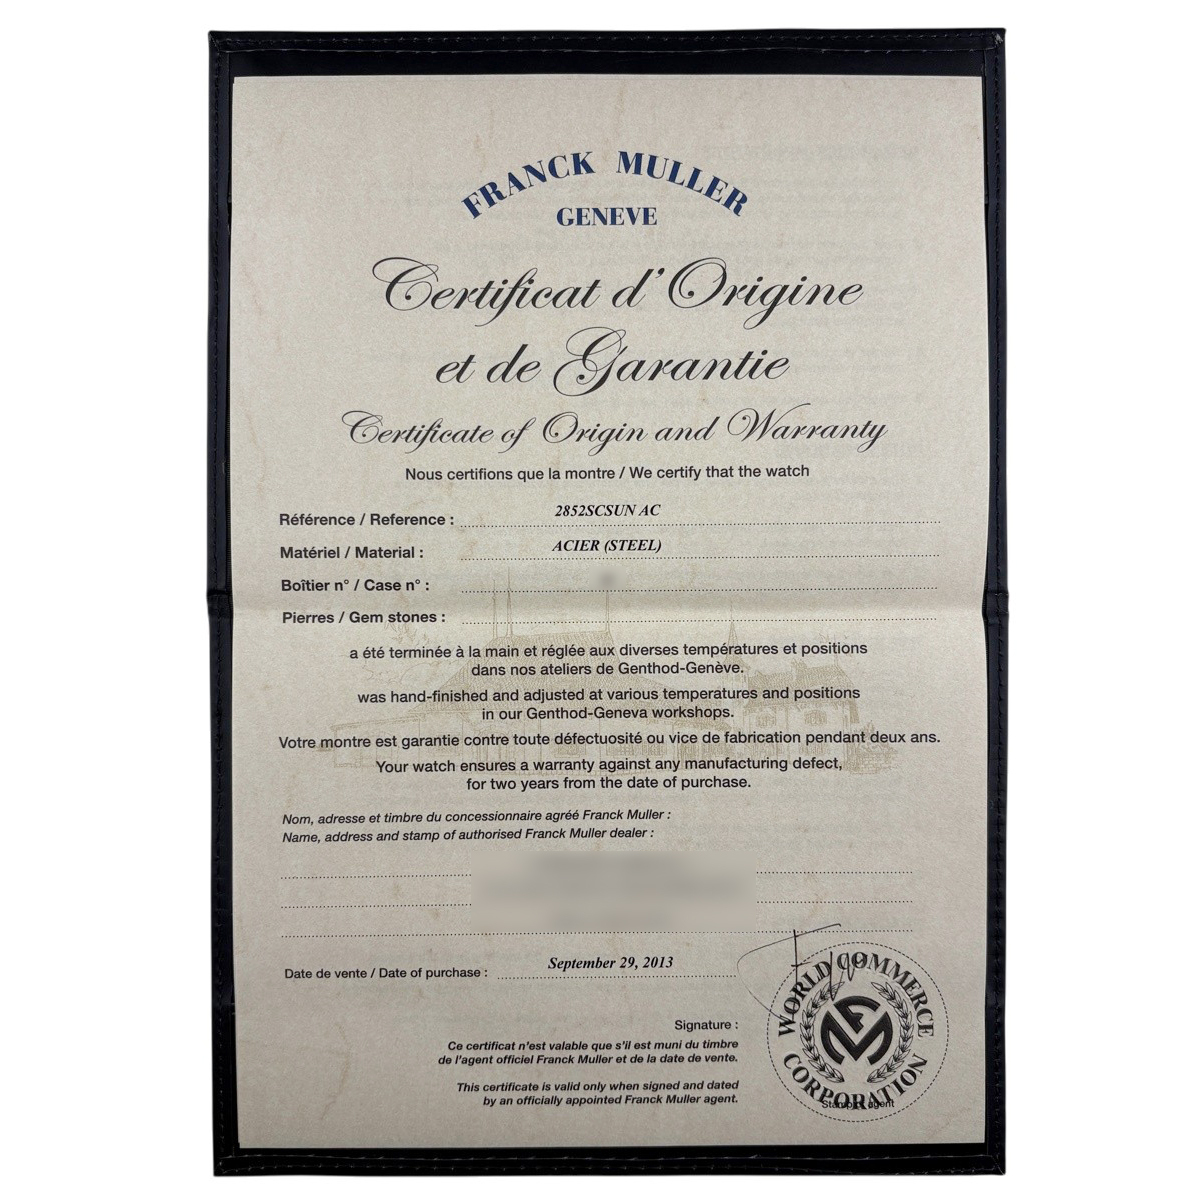 FRANCK MULLER
GENEVE
Certificat d'Origine
et de Garantie
Certificate of Origin and Warranty
Nous certifions que la montre / We certify that the watch
Référence / Reference : 2852SCSUN AC
Matériel / Material : ACIER (STEEL)
Boîtier n° / Case n° :
Pierres / Gem stones :
a été terminée à la main et réglée aux diverses températures et positions
dans nos ateliers de Genthod-Genève.
was hand-finished and adjusted at various temperatures and positions
in our Genthod-Geneva workshops.
Votre montre est garantie contre toute défectuosité ou vice de fabrication pendant deux ans.
Your watch ensures a warranty against any manufacturing defect,
for two years from the date of purchase.
Nom, adresse et timbre du concessionnaire agréé Franck Muller :
Name, address and stamp of authorised Franck Muller dealer :
Date de vente / Date of purchase : September 29, 2013
Signature :
Ce certificat n'est valable que s'il est muni du timbre
de l'agent officiel Franck Muller et de la date de vente.
This certificate is valid only when signed and dated
by an officially appointed Franck Muller agent.
WORLD COMMERCE
CORPORATION